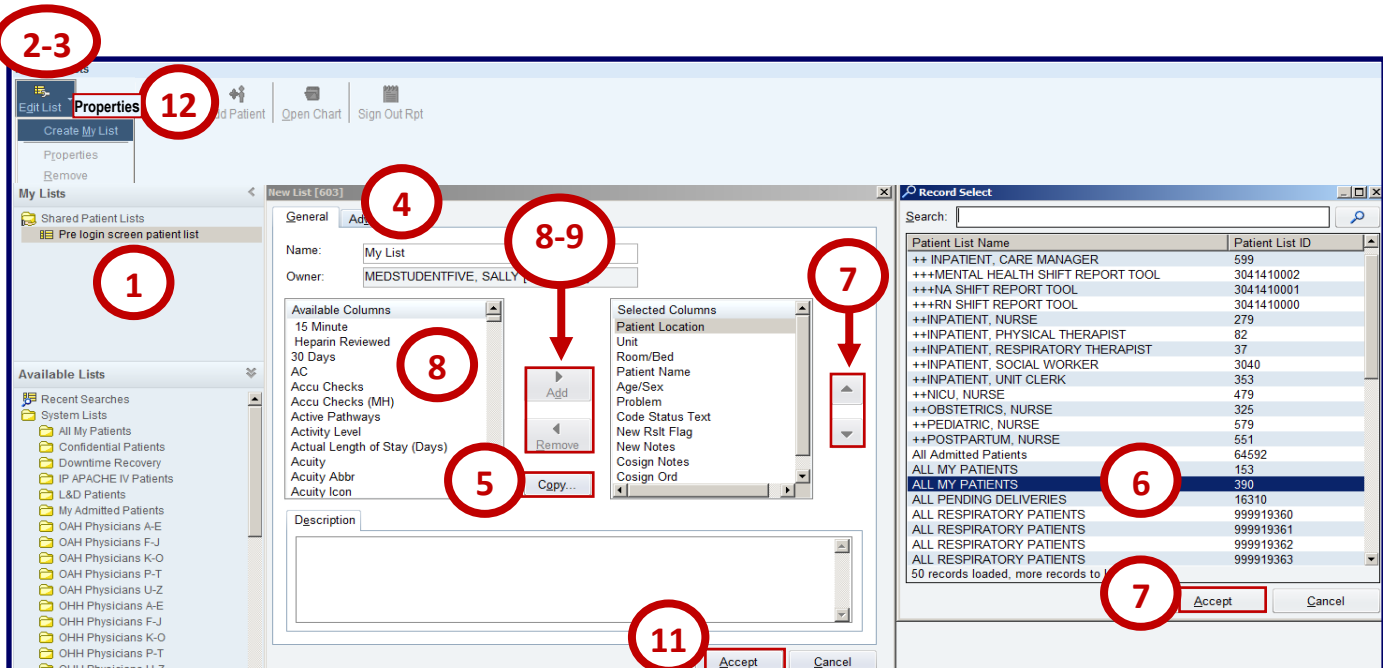 2-3
Edit List
Properties
12
Patient
Open Chart
Sign Out Rpt
Create My List
Properties
Remove
My Lists
Shared Patient Lists
Pre login screen patient list
1
Available Lists
Recent Searches
System Lists
All My Patients
Confidential Patients
Downtime Recovery
IP APACHE IV Patients
L&D Patients
My Admitted Patients
OAH Physicians A-E
OAH Physicians F-J
OAH Physicians K-O
OAH Physicians P-T
OAH Physicians U-Z
OHH Physicians A-E
OHH Physicians F-J
OHH Physicians K-O
OHH Physicians P-T
New List [603]
4
General
Name:
My List
Owner:
MEDSTUDENTFIVE, SALLY
8-9
7
Available Columns
15 Minute
Heparin Reviewed
30 Days
AC
Accu Checks
Accu Checks (MH)
Active Pathways
Activity Level
Actual Length of Stay (Days)
Acuity
Acuity Abbr
Acuity Icon
8
Add
Remove
5
Copy...
Selected Columns
Patient Location
Unit
Room/Bed
Patient Name
Age/Sex
Problem
Code Status Text
New Rslt Flag
New Notes
Cosign Notes
Cosign Ord
Description
11
Accept
Cancel
Record Select
Search:
Patient List Name Patient List ID
++ INPATIENT, CARE MANAGER 599
+++MENTAL HEALTH SHIFT REPORT TOOL 3041410002
+++NA SHIFT REPORT TOOL 3041410001
+++RN SHIFT REPORT TOOL 3041410000
++INPATIENT, NURSE 279
++INPATIENT, PHYSICAL THERAPIST 82
++INPATIENT, RESPIRATORY THERAPIST 37
++INPATIENT, SOCIAL WORKER 3040
++INPATIENT, UNIT CLERK 353
++NICU, NURSE 479
++OBSTETRICS, NURSE 325
++PEDIATRIC, NURSE 579
++POSTPARTUM, NURSE 551
All Admitted Patients 64592
ALL MY PATIENTS 153
ALL MY PATIENTS 390
ALL PENDING DELIVERIES 16310
ALL RESPIRATORY PATIENTS 999919360
ALL RESPIRATORY PATIENTS 999919361
ALL RESPIRATORY PATIENTS 999919362
ALL RESPIRATORY PATIENTS 999919363
6
50 records loaded, more records to
7
Accept
Cancel